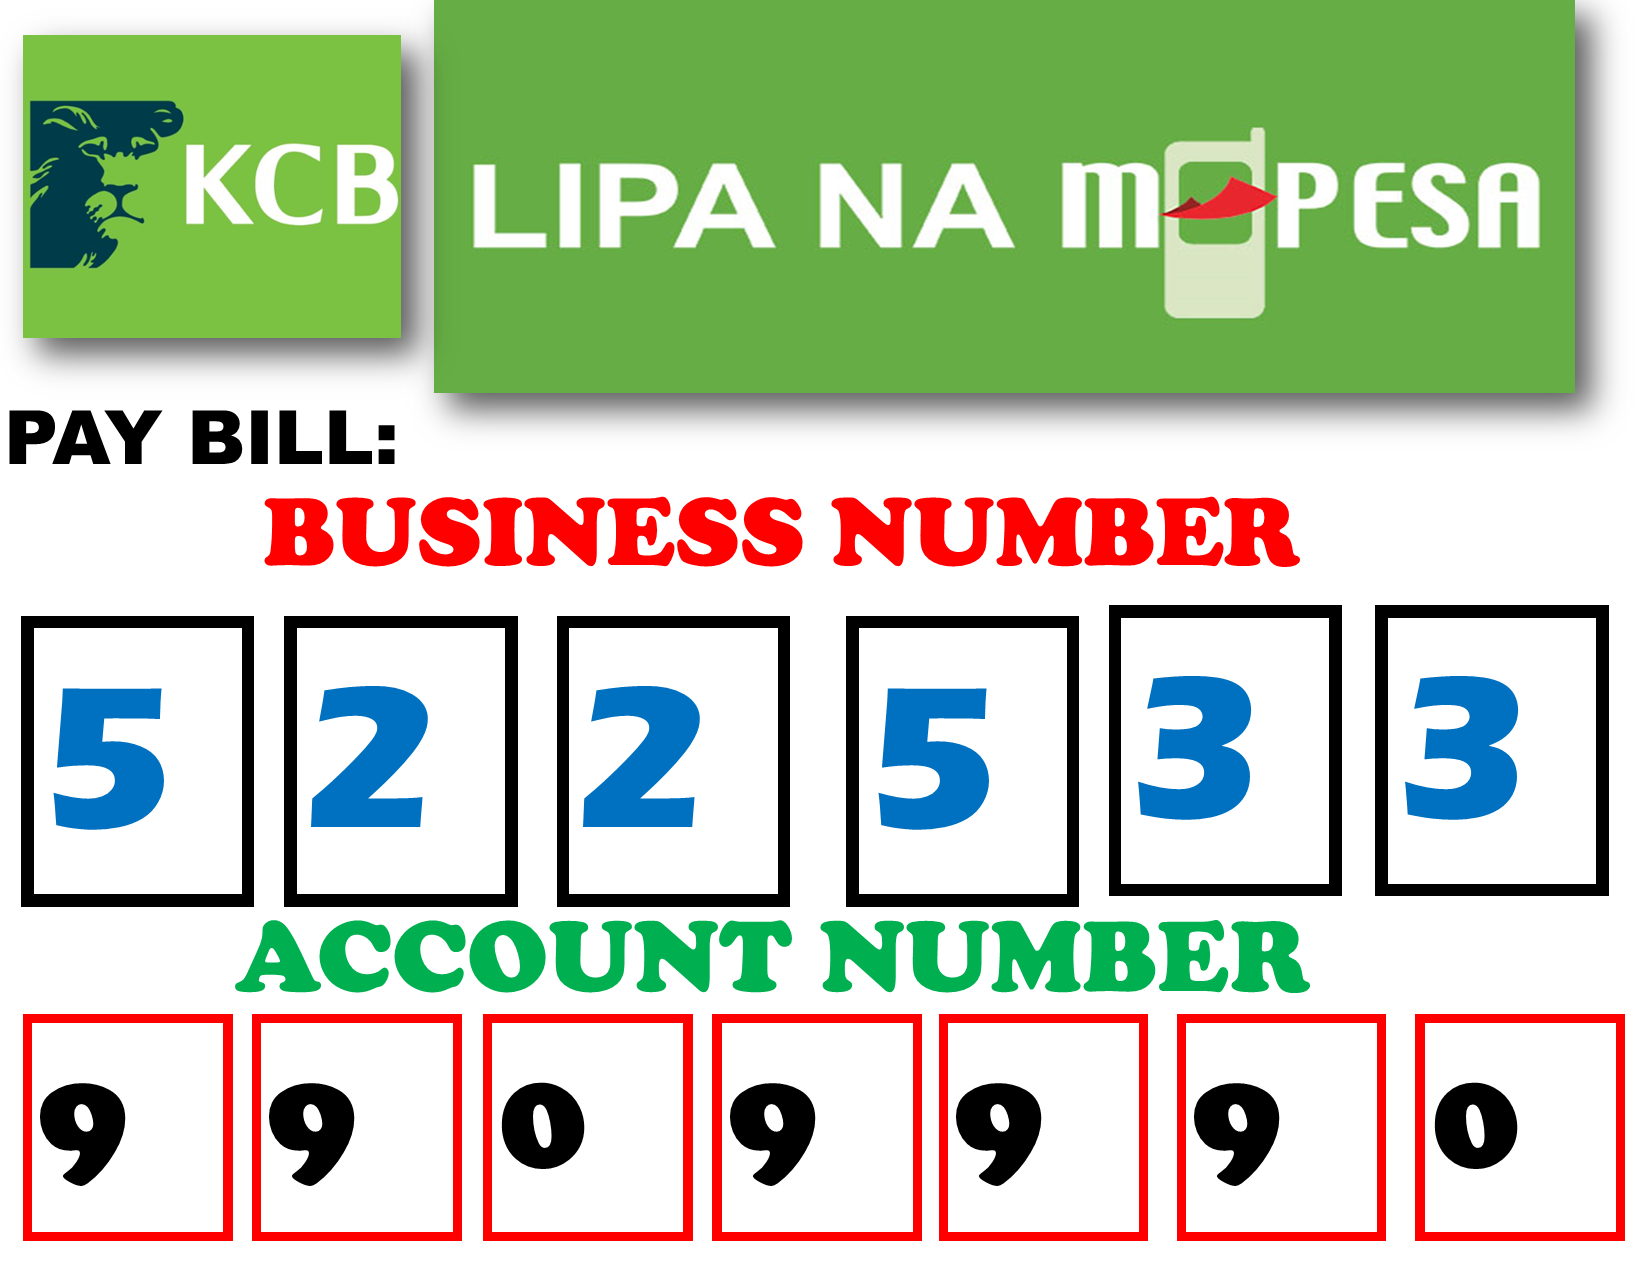 KCB
LIPA NA M-PESA
PAY BILL:
BUSINESS NUMBER
5 2 2 5 3 3
ACCOUNT NUMBER
9 9 0 9 9 9 0